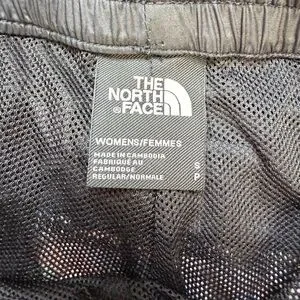 THE
NORTH
FACE
WOMENS/FEMMES
MADE IN CAMBODIA
FABRIQUÉ AU
CAMBODGE
REGULAR/NORMALE
S
P